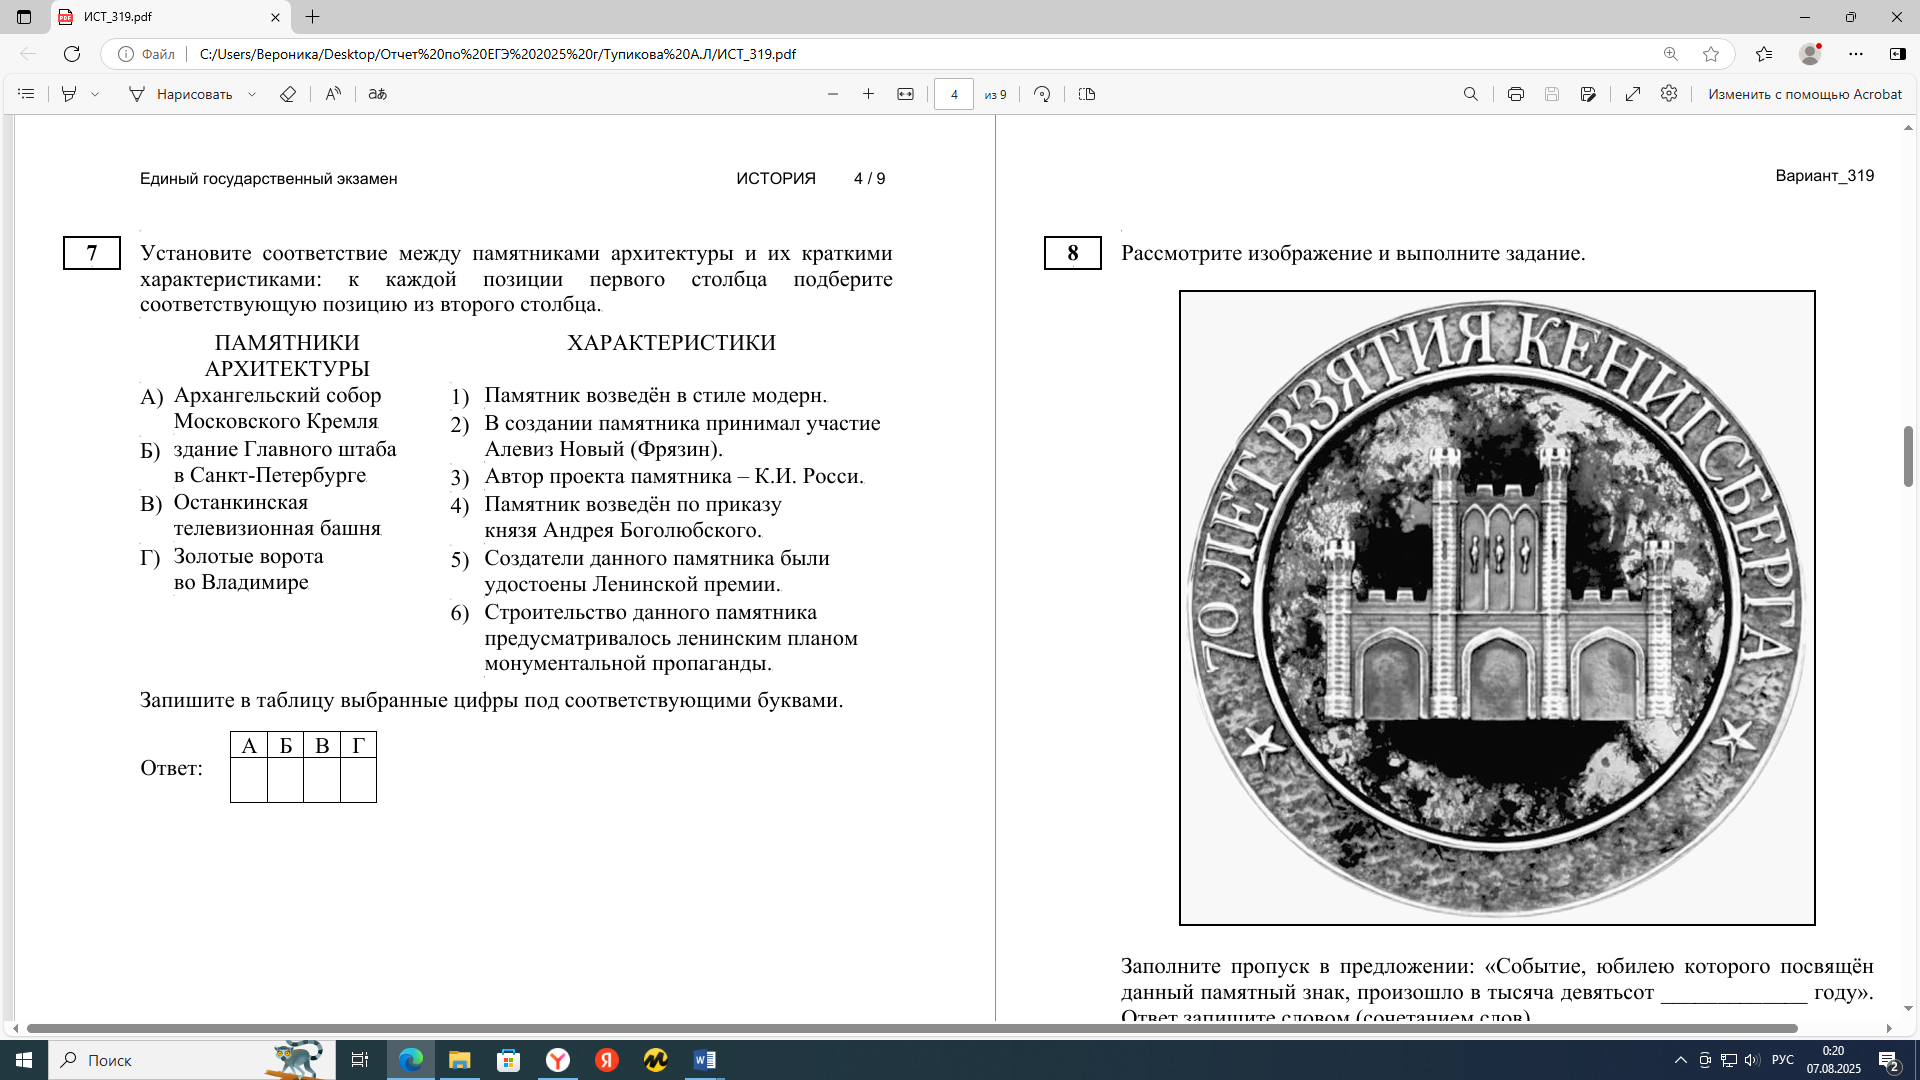 ИСТ_319.pdf
Файл
C:/Users/Вероника/Desktop/Отчет%20по%20ЕГЭ%202025%20г/Тупикова%20А.Л/ИСТ_319.pdf
Нарисовать
4
из 9
Изменить с помощью Acrobat
Единый государственный экзамен
ИСТОРИЯ
4 / 9
7
Установите соответствие между памятниками архитектуры и их краткими
характеристиками: к каждой позиции первого столбца подберите
соответствующую позицию из второго столбца.
ПАМЯТНИКИ
АРХИТЕКТУРЫ
А) Архангельский собор
Московского Кремля
Б) здание Главного штаба
в Санкт-Петербурге
В) Останкинская
телевизионная башня
Г) Золотые ворота
во Владимире
ХАРАКТЕРИСТИКИ
1) Памятник возведён в стиле модерн.
2) В создании памятника принимал участие
Алевиз Новый (Фрязин).
3) Автор проекта памятника – К.И. Росси.
4) Памятник возведён по приказу
князя Андрея Боголюбского.
5) Создатели данного памятника были
удостоены Ленинской премии.
6) Строительство данного памятника
предусматривалось ленинским планом
монументальной пропаганды.
Запишите в таблицу выбранные цифры под соответствующими буквами.
Ответ:
А Б В Г
Вариант_319
8
Рассмотрите изображение и выполните задание.
70 ЛЕТ ВЗЯТИЯ КЕНИГСБЕРГА
Заполните пропуск в предложении: «Событие, юбилею которого посвящён
данный памятный знак, произошло в тысяча девятьсот _____________ году».
Ответ запишите словом (сочетанием слов)
Поиск
РУС
0:20
07.08.2025
2